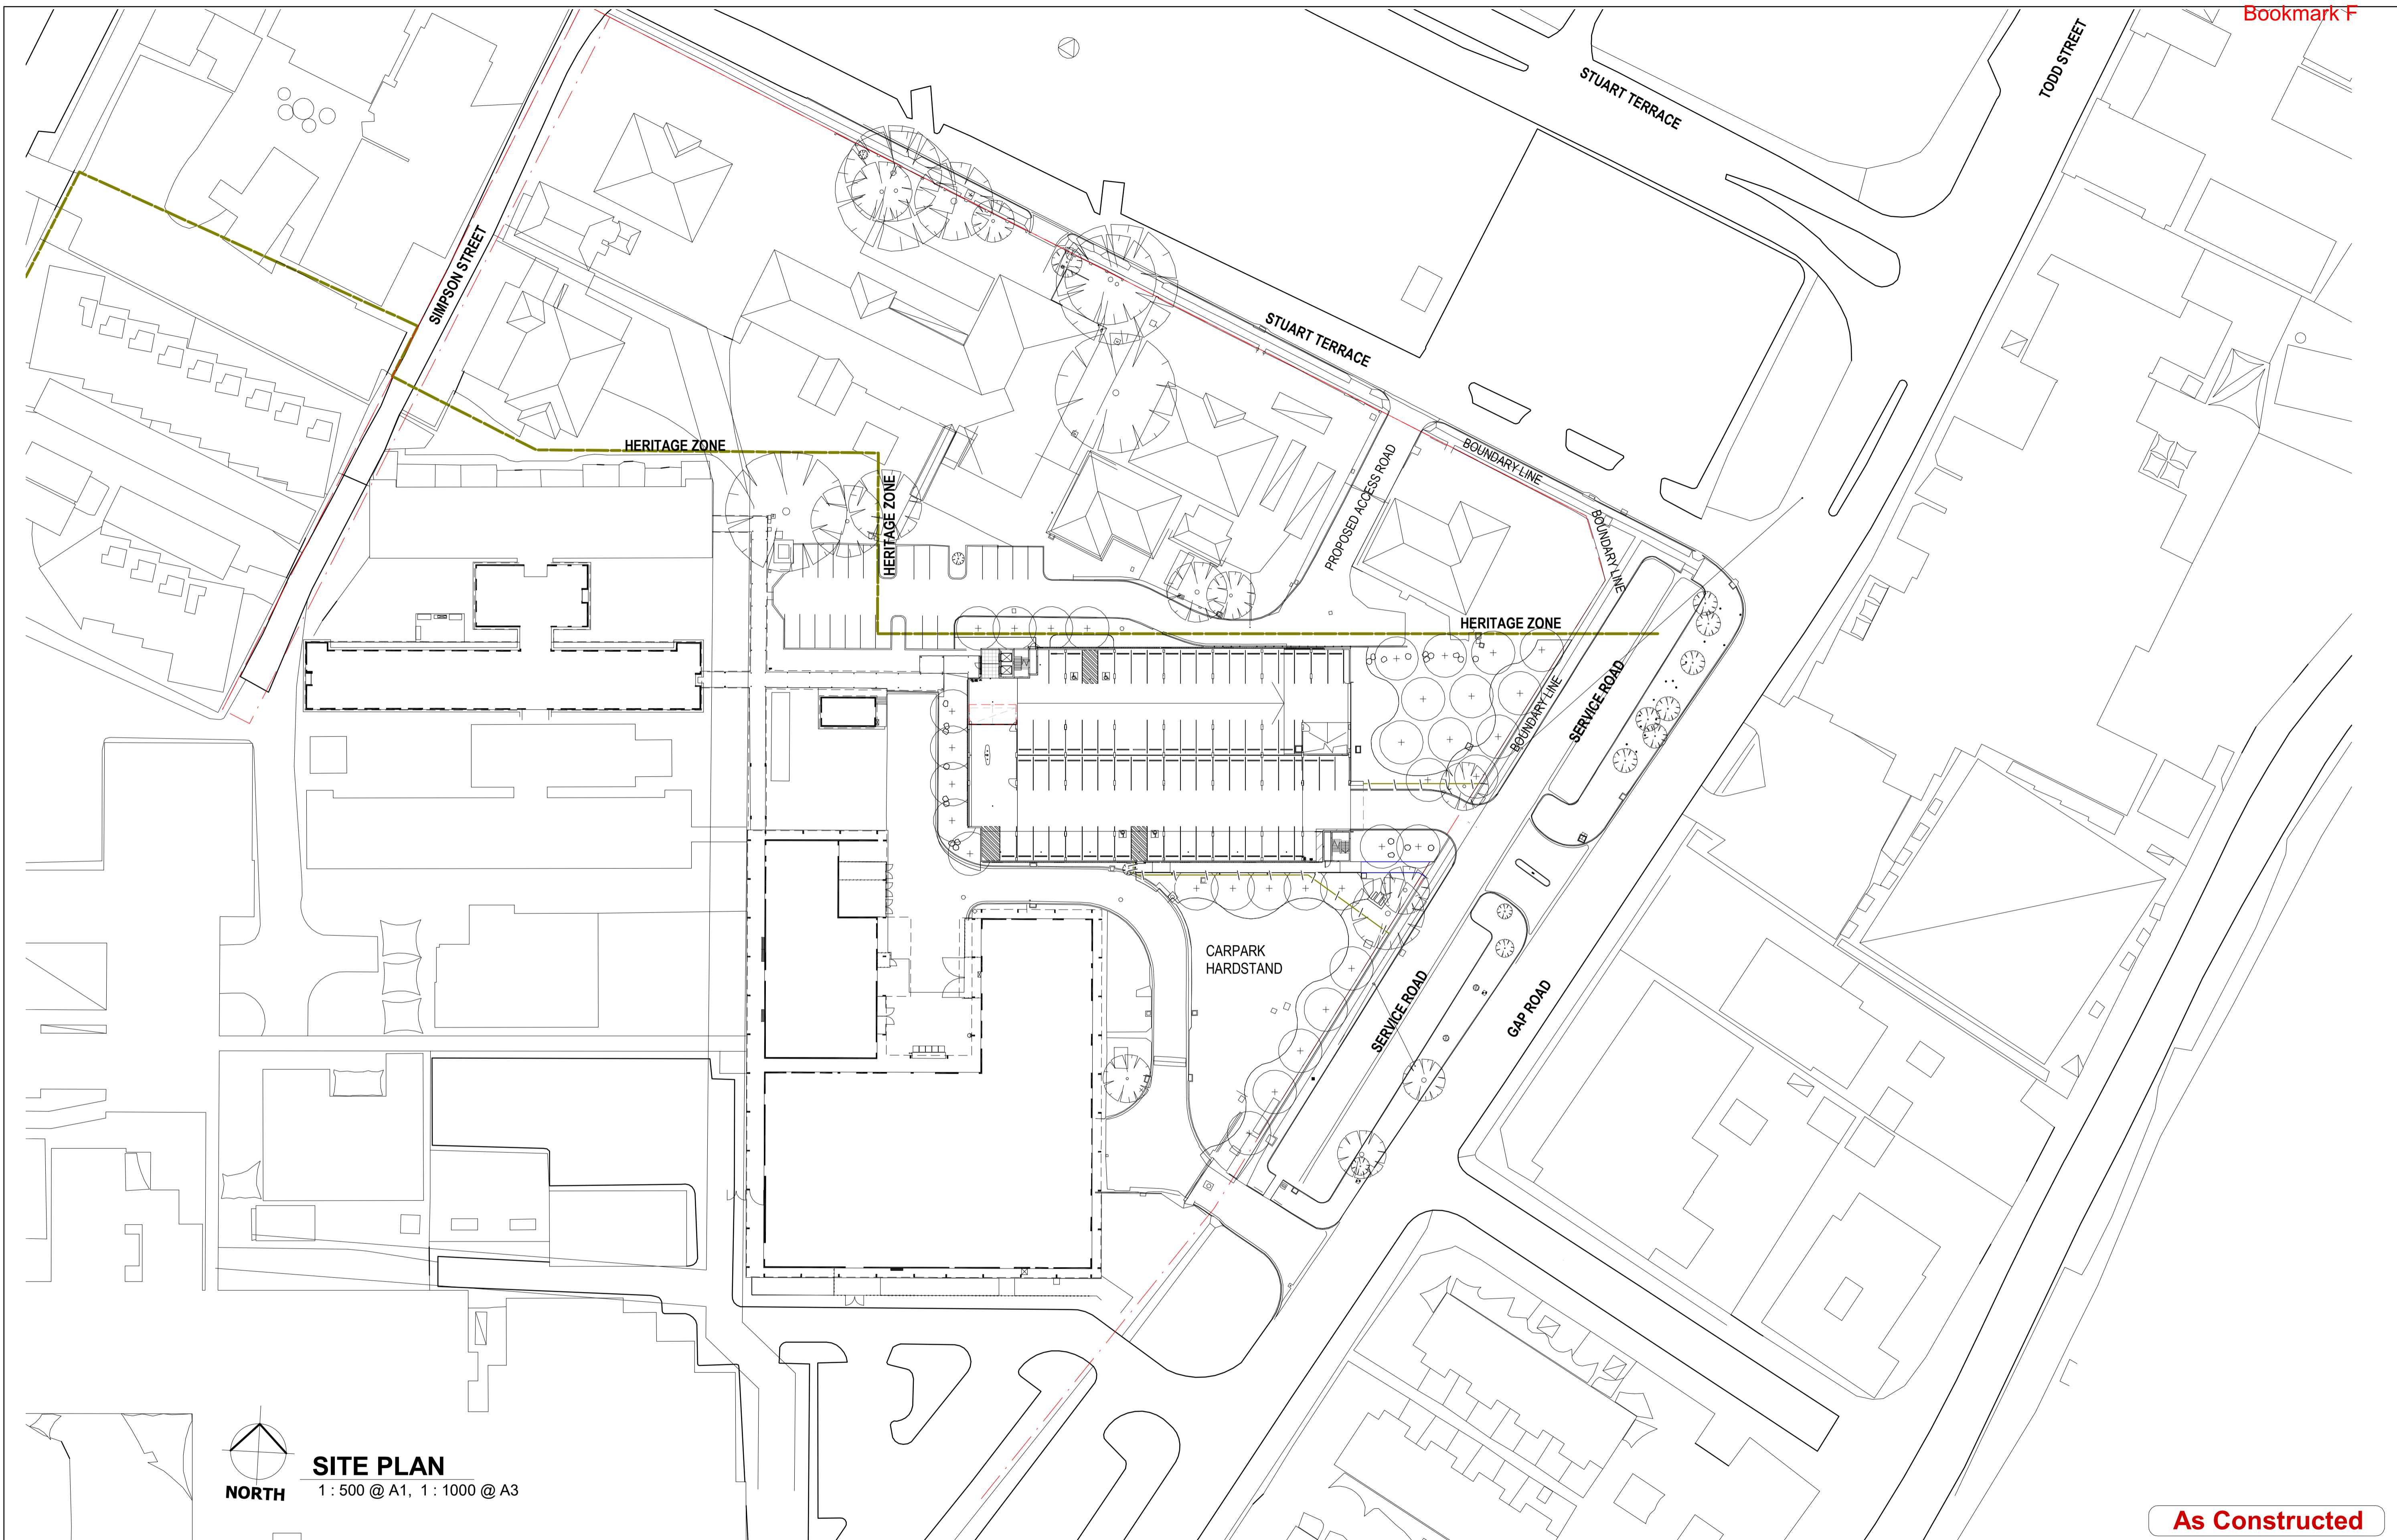 Bookmark F
STUART TERRACE
TODD STREET
SIMPSON STREET
STUART TERRACE
HERITAGE ZONE
HERITAGE ZONE
PROPOSED ACCESS ROAD
BOUNDARY LINE
BOUNDARY LINE
HERITAGE ZONE
SERVICE ROAD
BOUNDARY LINE
CARPARK
HARDSTAND
SERVICE ROAD
GAP ROAD
NORTH
SITE PLAN
1 : 500 @ A1, 1 : 1000 @ A3
As Constructed